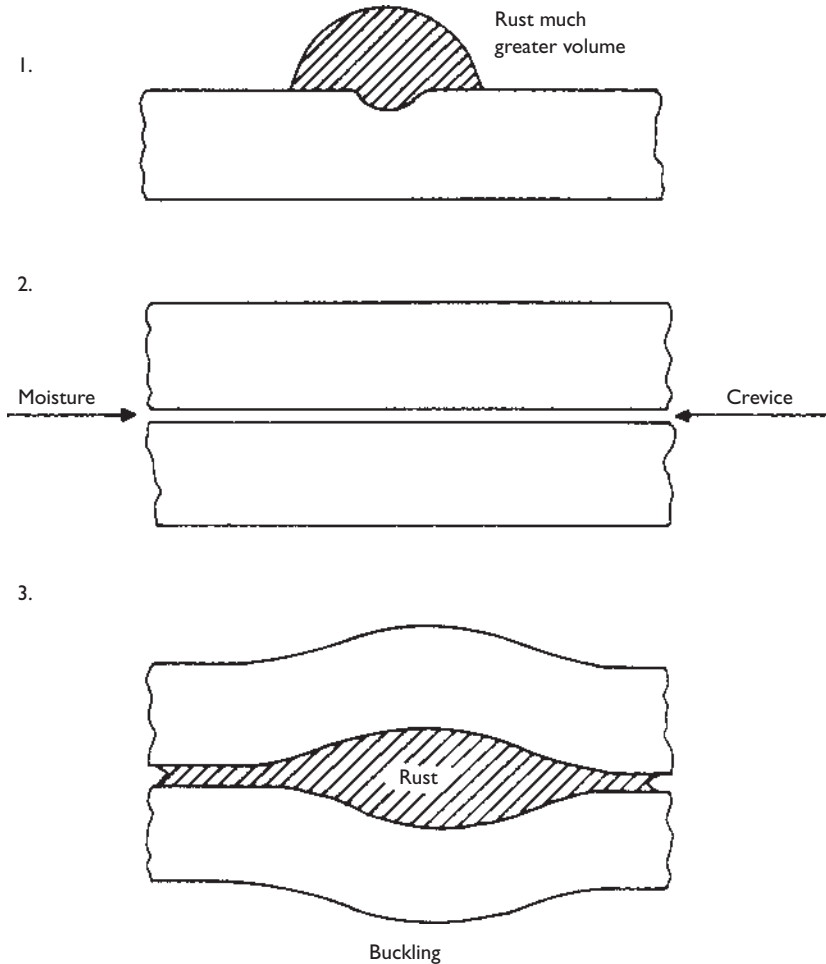 Rust much
greater volume
1.
2.
Moisture
Crevice
3.
Rust
Buckling